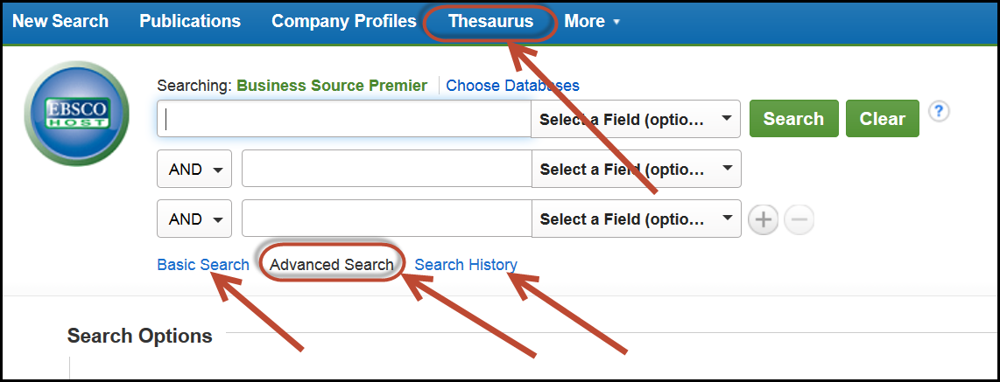 New Search Publications Company Profiles Thesaurus More
Searching: Business Source Premier Choose Databases
EBSCO
HOST
Select a Field (optio... Search Clear ?
AND Select a Field (optio...
AND Select a Field (optio...
Basic Search Advanced Search Search History
Search Options